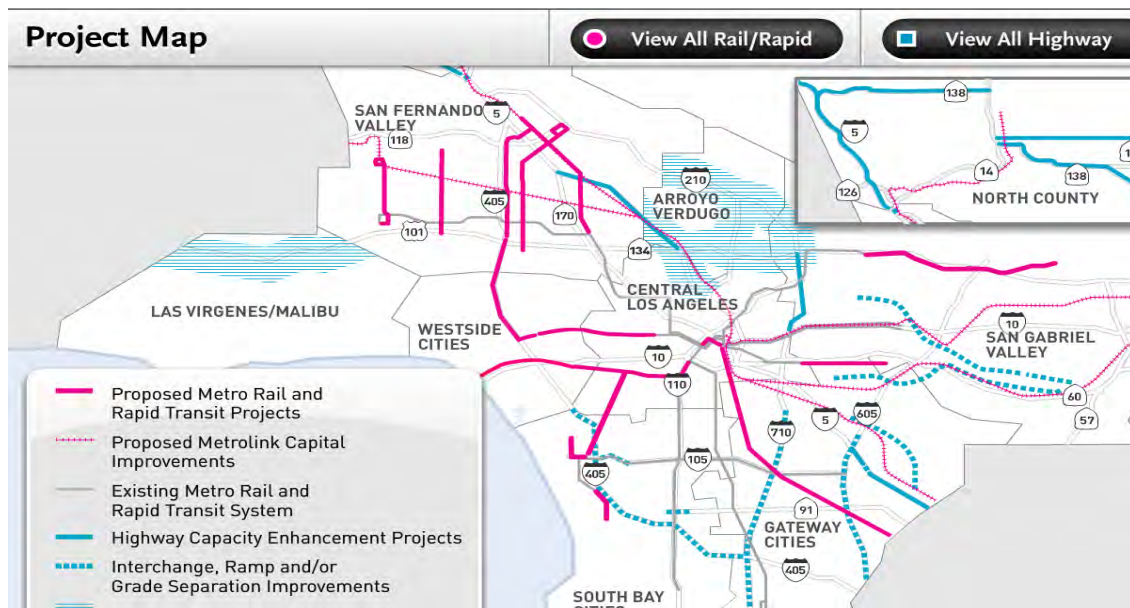 Project Map
View All Rail/Rapid
View All Highway
SAN FERNANDO
VALLEY
118
5
405
101
170
134
210
ARROYO
VERDUGO
138
5
126
14
138
NORTH COUNTY
LAS VIRGENES/MALIBU
CENTRAL
LOS ANGELES
WESTSIDE
CITIES
10
110
10
SAN GABRIEL
VALLEY
60
57
5
605
710
105
405
91
GATEWAY
CITIES
405
SOUTH BAY
Proposed Metro Rail and
Rapid Transit Projects
Proposed Metrolink Capital
Improvements
Existing Metro Rail and
Rapid Transit System
Highway Capacity Enhancement Projects
Interchange, Ramp and/or
Grade Separation Improvements